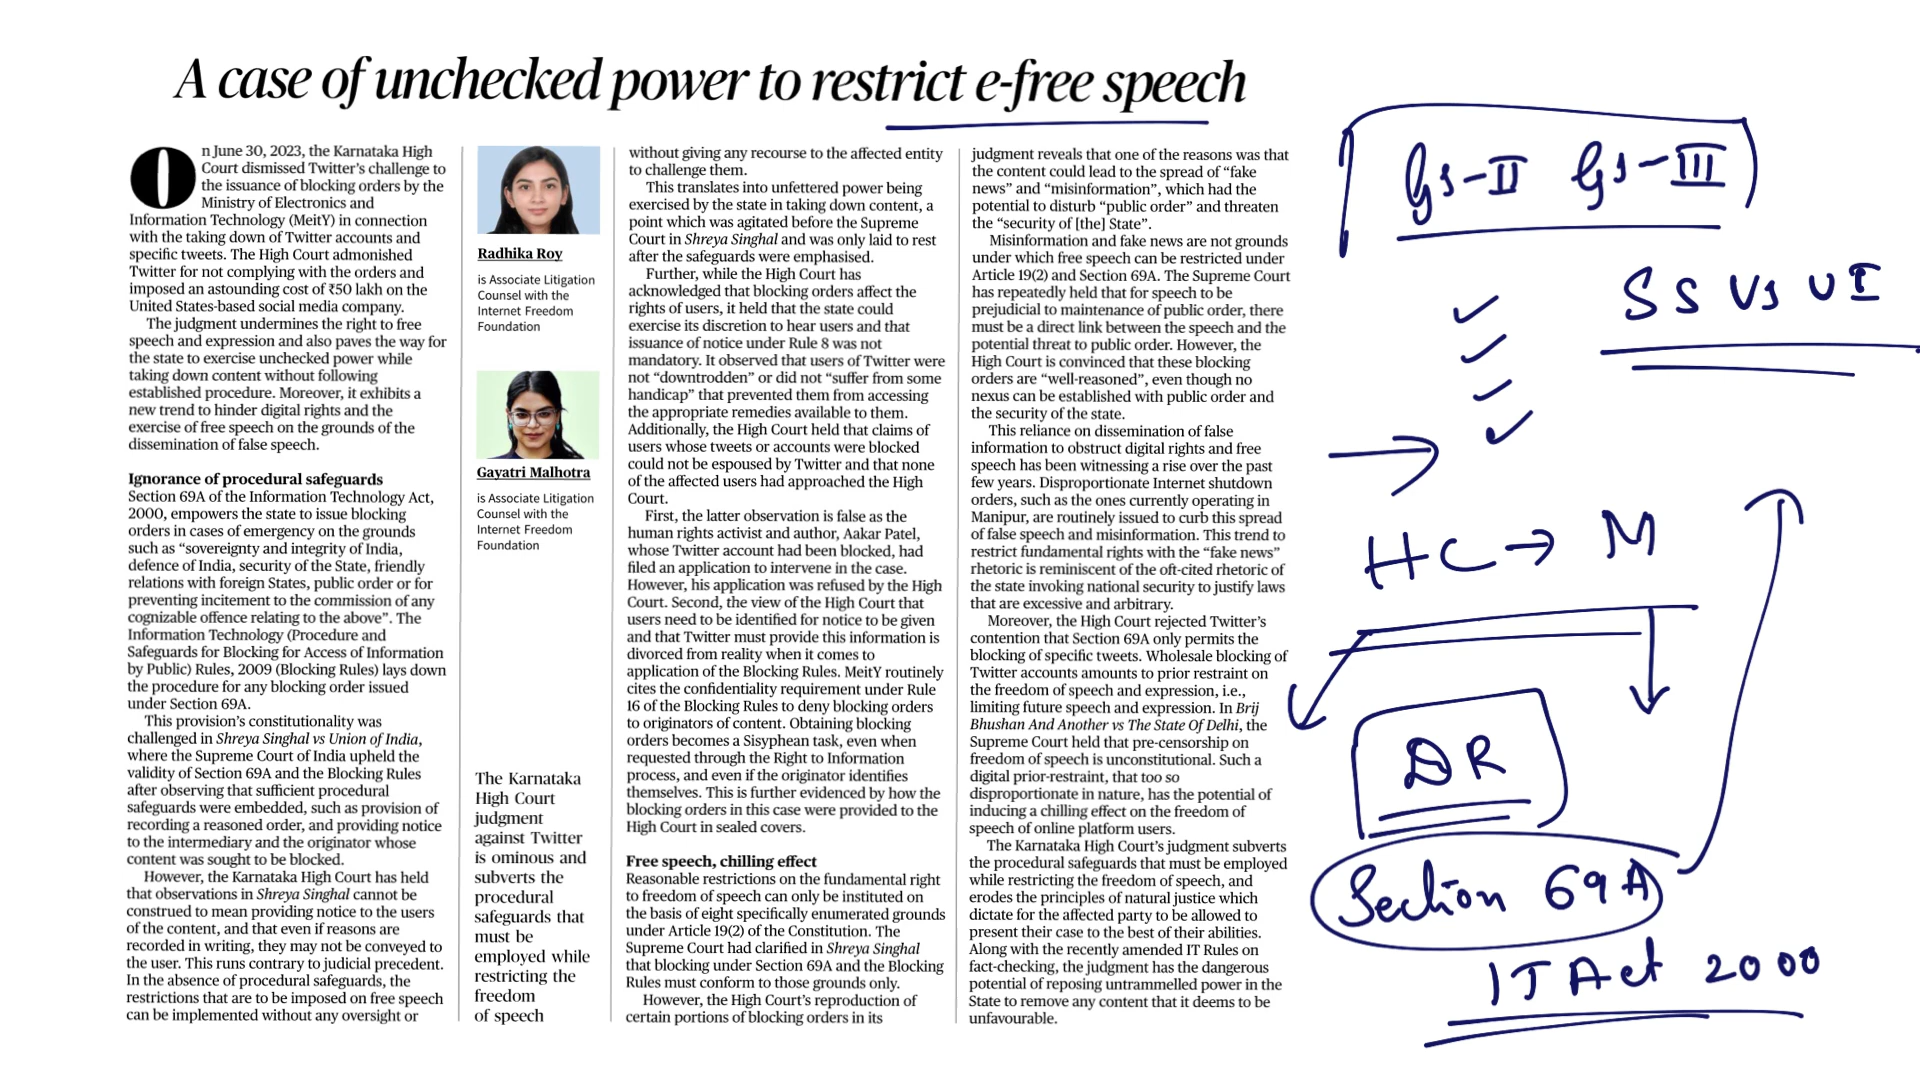 A case of unchecked power to restrict e-free speech
On June 30, 2023, the Karnataka High
Court dismissed Twitter's challenge to
the issuance of blocking orders by the
Ministry of Electronics and
Information Technology (MeitY) in connection
with the taking down of Twitter accounts and
specific tweets. The High Court admonished
Twitter for not complying with the orders and
imposed an astounding cost of ₹50 lakh on the
United States-based social media company.
The judgment undermines the right to free
speech and expression and also paves the way for
the state to exercise unchecked power while
taking down content without following
established procedure. Moreover, it exhibits a
new trend to hinder digital rights and the
exercise of free speech on the grounds of the
dissemination of false speech.
Ignorance of procedural safeguards
Section 69A of the Information Technology Act,
2000, empowers the state to issue blocking
orders in cases of emergency on the grounds
such as “sovereignty and integrity of India,
defence of India, security of the State, friendly
relations with foreign States, public order or for
preventing incitement to the commission of any
cognizable offence relating to the above”. The
Information Technology (Procedure and
Safeguards for Blocking for Access of Information
by Public) Rules, 2009 (Blocking Rules) lays down
the procedure for any blocking order issued
under Section 69A.
This provision's constitutionality was
challenged in Shreya Singhal vs Union of India,
where the Supreme Court of India upheld the
validity of Section 69A and the Blocking Rules
after observing that sufficient procedural
safeguards were embedded, such as provision of
recording a reasoned order, and providing notice
to the intermediary and the originator whose
content was sought to be blocked.
However, the Karnataka High Court has held
that observations in Shreya Singhal cannot be
construed to mean providing notice to the users
of the content, and that even if reasons are
recorded in writing, they may not be conveyed to
the user. This runs contrary to judicial precedent.
In the absence of procedural safeguards, the
restrictions that are to be imposed on free speech
can be implemented without any oversight or
Radhika Roy
is Associate Litigation
Counsel with the
Internet Freedom
Foundation
Gayatri Malhotra
is Associate Litigation
Counsel with the
Internet Freedom
Foundation
The Karnataka
High Court
judgment
against Twitter
is ominous and
subverts the
procedural
safeguards that
must be
employed while
restricting the
freedom
of speech
without giving any recourse to the affected entity
to challenge them.
This translates into unfettered power being
exercised by the state in taking down content, a
point which was agitated before the Supreme
Court in Shreya Singhal and was only laid to rest
after the safeguards were emphasised.
Further, while the High Court has
acknowledged that blocking orders affect the
rights of users, it held that the state could
exercise its discretion to hear users and that
issuance of notice under Rule 8 was not
mandatory. It observed that users of Twitter were
not “downtrodden” or did not “suffer from some
handicap” that prevented them from accessing
the appropriate remedies available to them.
Additionally, the High Court held that claims of
users whose tweets or accounts were blocked
could not be espoused by Twitter and that none
of the affected users had approached the High
Court.
First, the latter observation is false as the
human rights activist and author, Aakar Patel,
whose Twitter account had been blocked, had
filed an application to intervene in the case.
However, his application was refused by the High
Court. Second, the view of the High Court that
users need to be identified for notice to be given
and that Twitter must provide this information is
divorced from reality when it comes to
application of the Blocking Rules. MeitY routinely
cites the confidentiality requirement under Rule
16 of the Blocking Rules to deny blocking orders
to originators of content. Obtaining blocking
orders becomes a Sisyphean task, even when
requested through the Right to Information
process, and even if the originator identifies
themselves. This is further evidenced by how the
blocking orders in this case were provided to the
High Court in sealed covers.
Free speech, chilling effect
Reasonable restrictions on the fundamental right
to freedom of speech can only be instituted on
the basis of eight specifically enumerated grounds
under Article 19(2) of the Constitution. The
Supreme Court had clarified in Shreya Singhal
that blocking under Section 69A and the Blocking
Rules must conform to those grounds only.
However, the High Court's reproduction of
certain portions of blocking orders in its
judgment reveals that one of the reasons was that
the content could lead to the spread of “fake
news” and “misinformation”, which had the
potential to disturb “public order” and threaten
the “security of [the] State”.
Misinformation and fake news are not grounds
under which free speech can be restricted under
Article 19(2) and Section 69A. The Supreme Court
has repeatedly held that for speech to be
prejudicial to maintenance of public order, there
must be a direct link between the speech and the
potential threat to public order. However, the
High Court is convinced that these blocking
orders are “well-reasoned”, even though no
nexus can be established with public order and
the security of the state.
This reliance on dissemination of false
information to obstruct digital rights and free
speech has been witnessing a rise over the past
few years. Disproportionate Internet shutdown
orders, such as the ones currently operating in
Manipur, are routinely issued to curb this spread
of false speech and misinformation. This trend to
restrict fundamental rights with the “fake news”
rhetoric is reminiscent of the oft-cited rhetoric of
the state invoking national security to justify laws
that are excessive and arbitrary.
Moreover, the High Court rejected Twitter's
contention that Section 69A only permits the
blocking of specific tweets. Wholesale blocking of
Twitter accounts amounts to prior restraint on
the freedom of speech and expression, i.e.,
limiting future speech and expression. In Brij
Bhushan And Another vs The State Of Delhi, the
Supreme Court held that pre-censorship on
freedom of speech is unconstitutional. Such a
digital prior-restraint, that too so
disproportionate in nature, has the potential of
inducing a chilling effect on the freedom of
speech of online platform users.
The Karnataka High Court's judgment subverts
the procedural safeguards that must be employed
while restricting the freedom of speech, and
erodes the principles of natural justice which
dictate for the affected party to be allowed to
present their case to the best of their abilities.
Along with the recently amended IT Rules on
fact-checking, the judgment has the dangerous
potential of reposing untrammelled power in the
State to remove any content that it deems to be
unfavourable.
GS-II GS-III
SS Vs UI
HC → M
DR
Section 69A
IT Act 2000